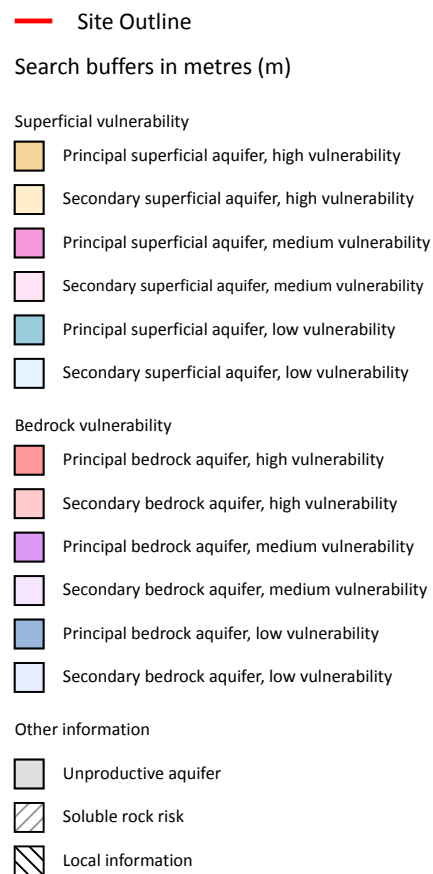 Site Outline
Search buffers in metres (m)
Superficial vulnerability
Principal superficial aquifer, high vulnerability
Secondary superficial aquifer, high vulnerability
Principal superficial aquifer, medium vulnerability
Secondary superficial aquifer, medium vulnerability
Principal superficial aquifer, low vulnerability
Secondary superficial aquifer, low vulnerability
Bedrock vulnerability
Principal bedrock aquifer, high vulnerability
Secondary bedrock aquifer, high vulnerability
Principal bedrock aquifer, medium vulnerability
Secondary bedrock aquifer, medium vulnerability
Principal bedrock aquifer, low vulnerability
Secondary bedrock aquifer, low vulnerability
Other information
Unproductive aquifer
Soluble rock risk
Local information